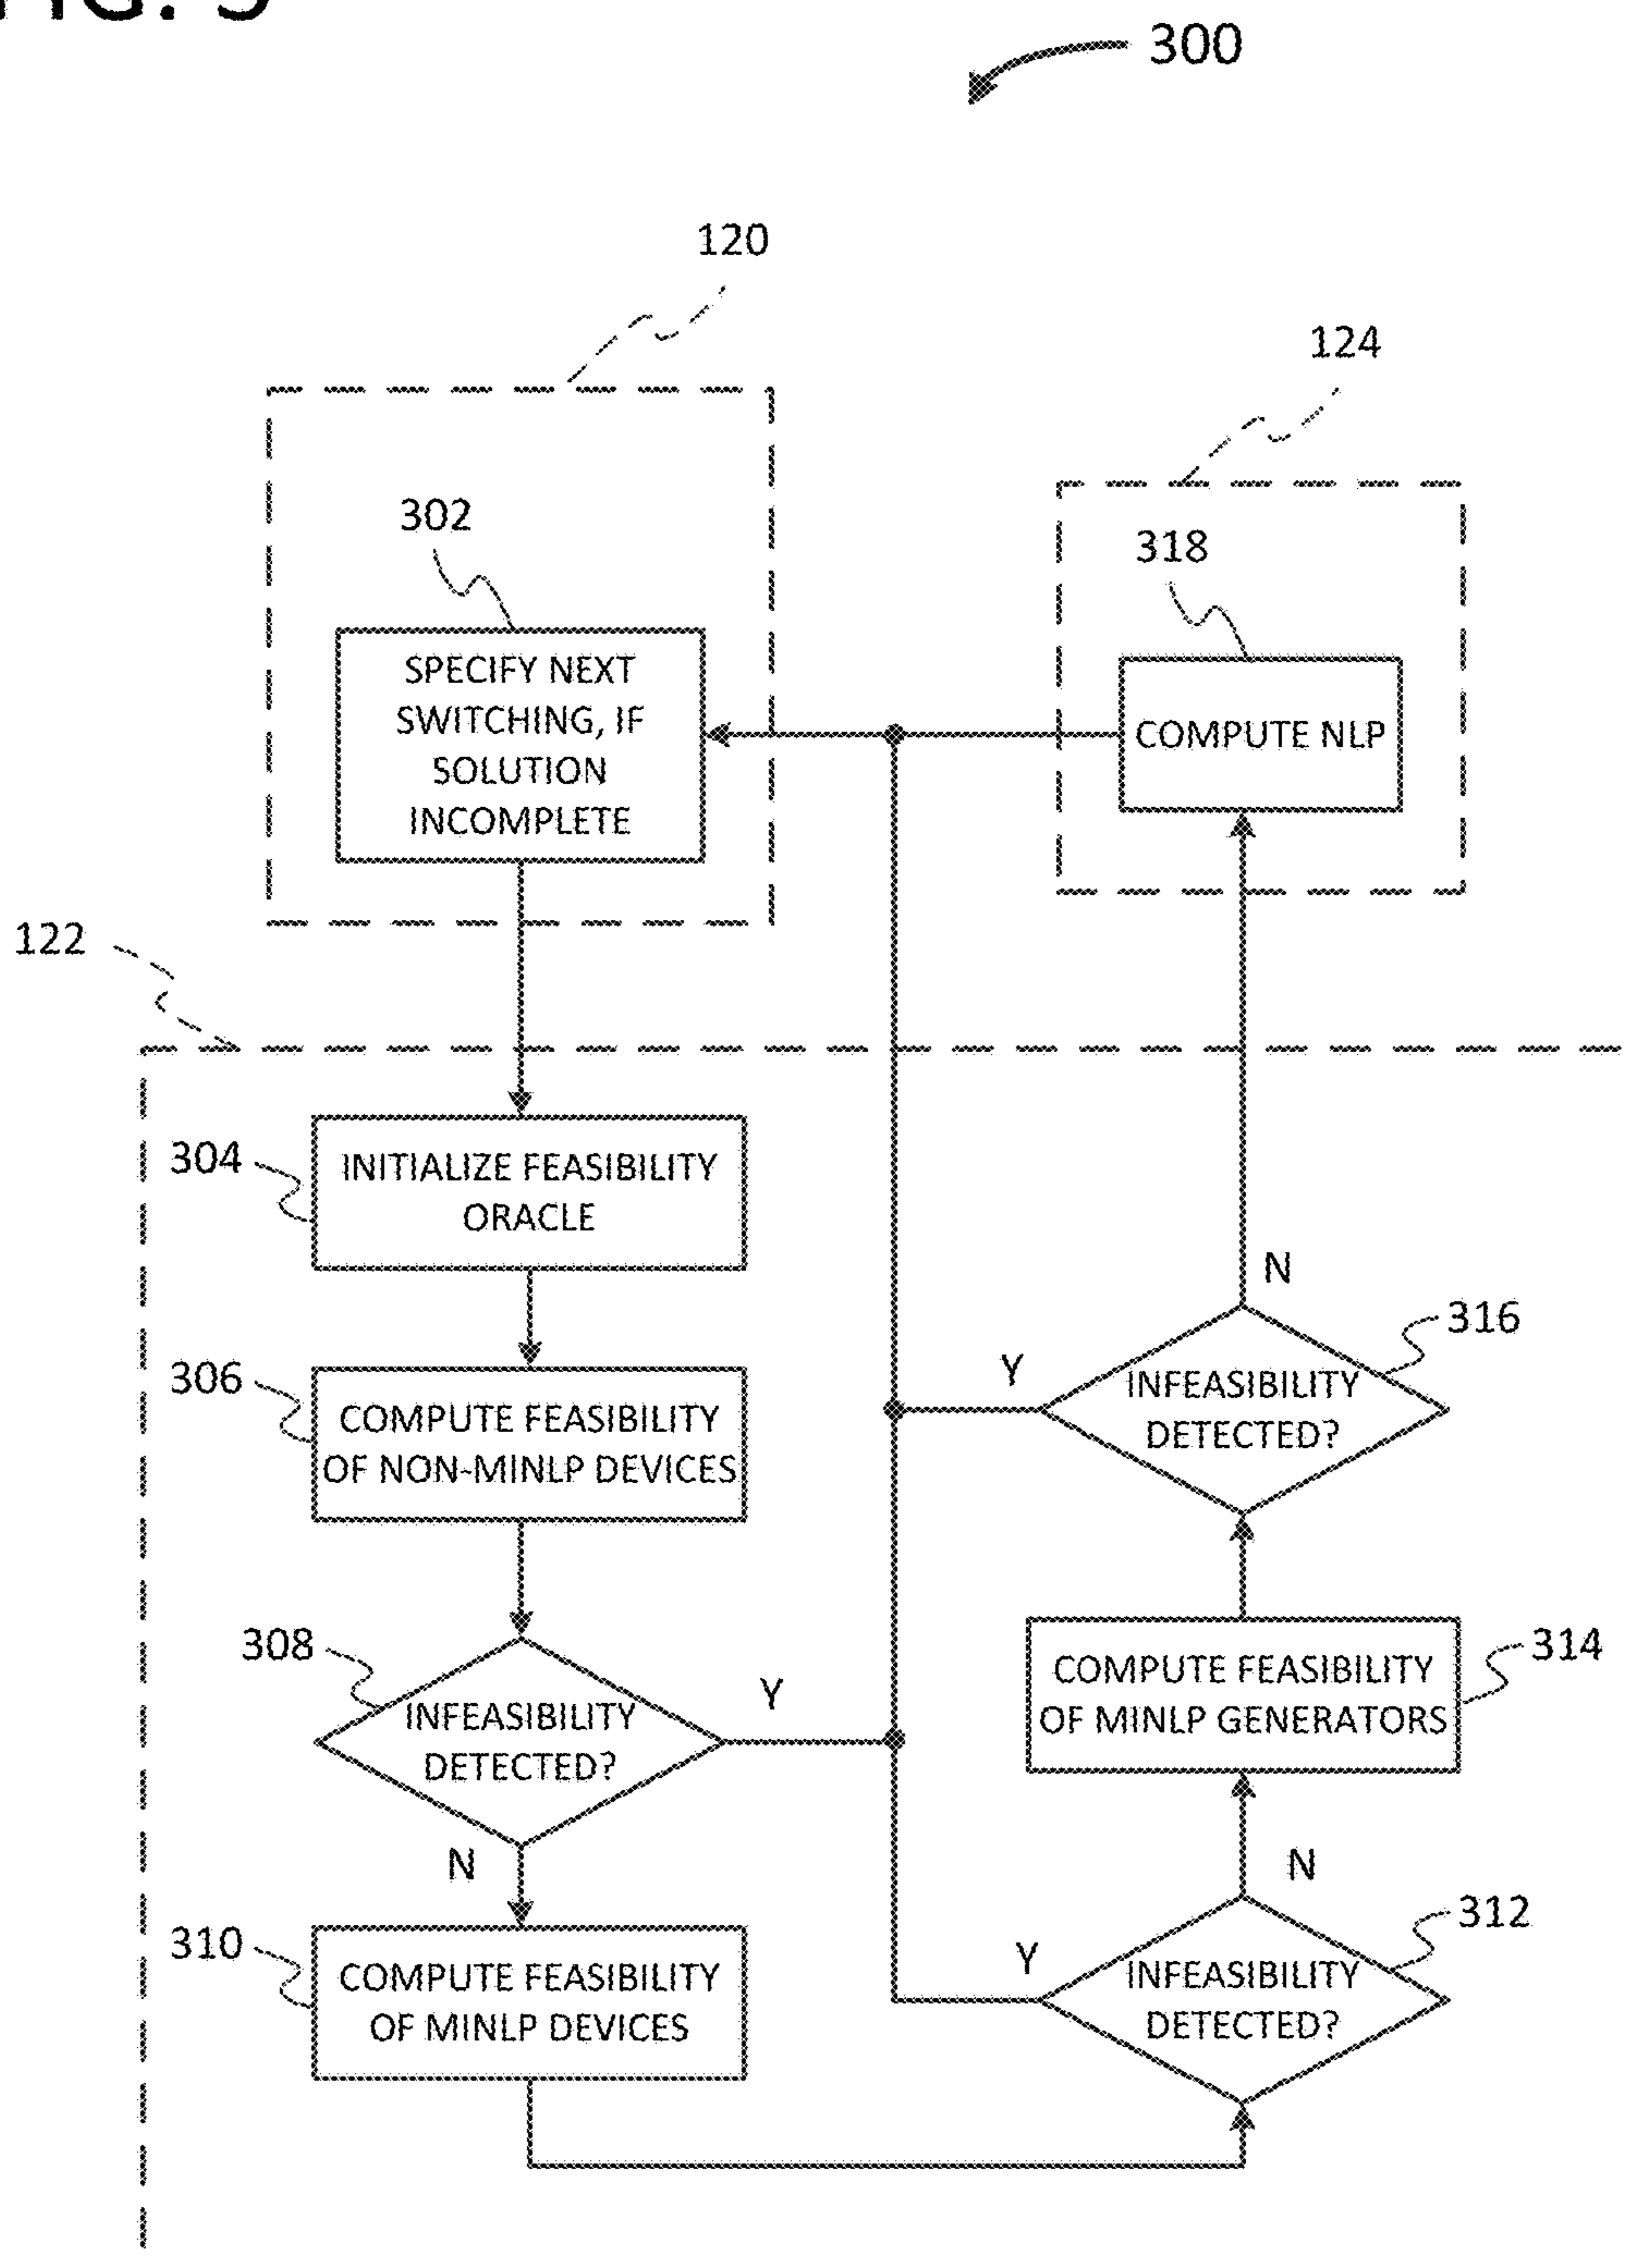 FIG. 3
300
120
124
302
318
SPECIFY NEXT
SWITCHING, IF
SOLUTION
INCOMPLETE
COMPUTE NLP
122
304
INITIALIZE FEASIBILITY
ORACLE
N
316
306
Y
INFEASIBILITY
DETECTED?
COMPUTE FEASIBILITY
OF NON-MINLP DEVICES
308
314
COMPUTE FEASIBILITY
OF MINLP GENERATORS
Y
INFEASIBILITY
DETECTED?
N
N
312
310
Y
INFEASIBILITY
DETECTED?
COMPUTE FEASIBILITY
OF MINLP DEVICES